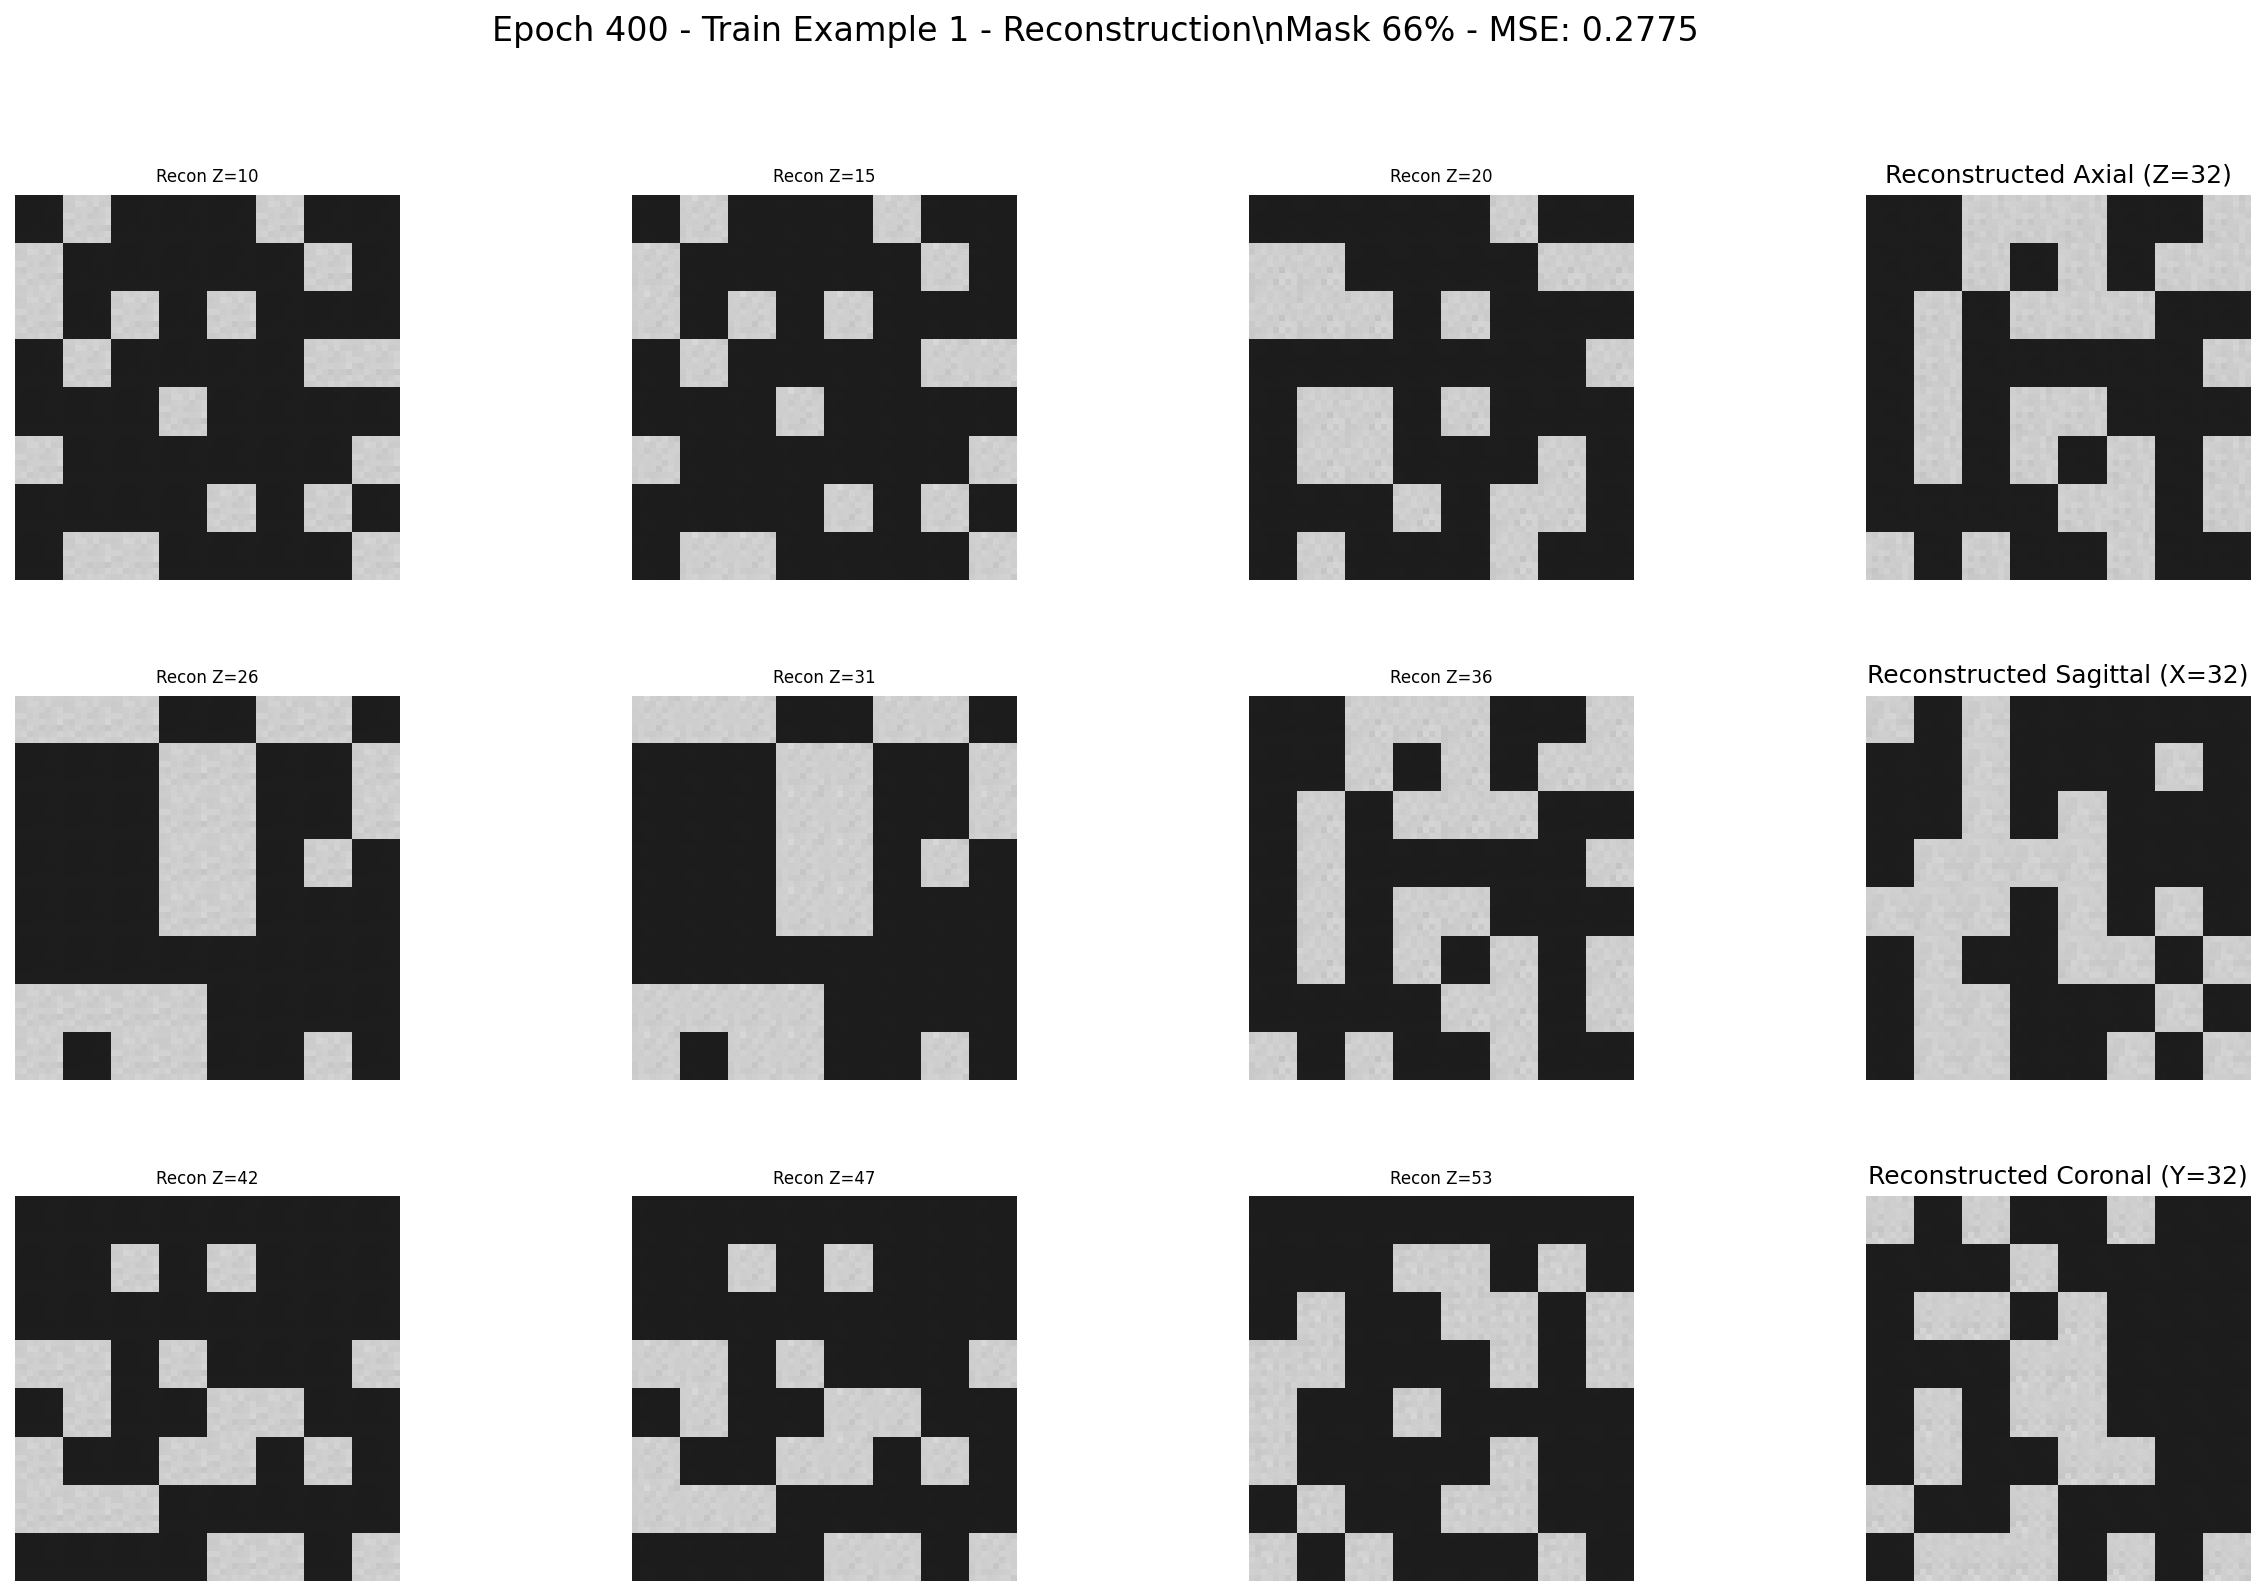 Epoch 400 - Train Example 1 - Reconstruction\nMask 66% - MSE: 0.2775
Recon Z=10
Recon Z=15
Recon Z=20
Reconstructed Axial (Z=32)
Recon Z=26
Recon Z=31
Recon Z=36
Reconstructed Sagittal (X=32)
Recon Z=42
Recon Z=47
Recon Z=53
Reconstructed Coronal (Y=32)